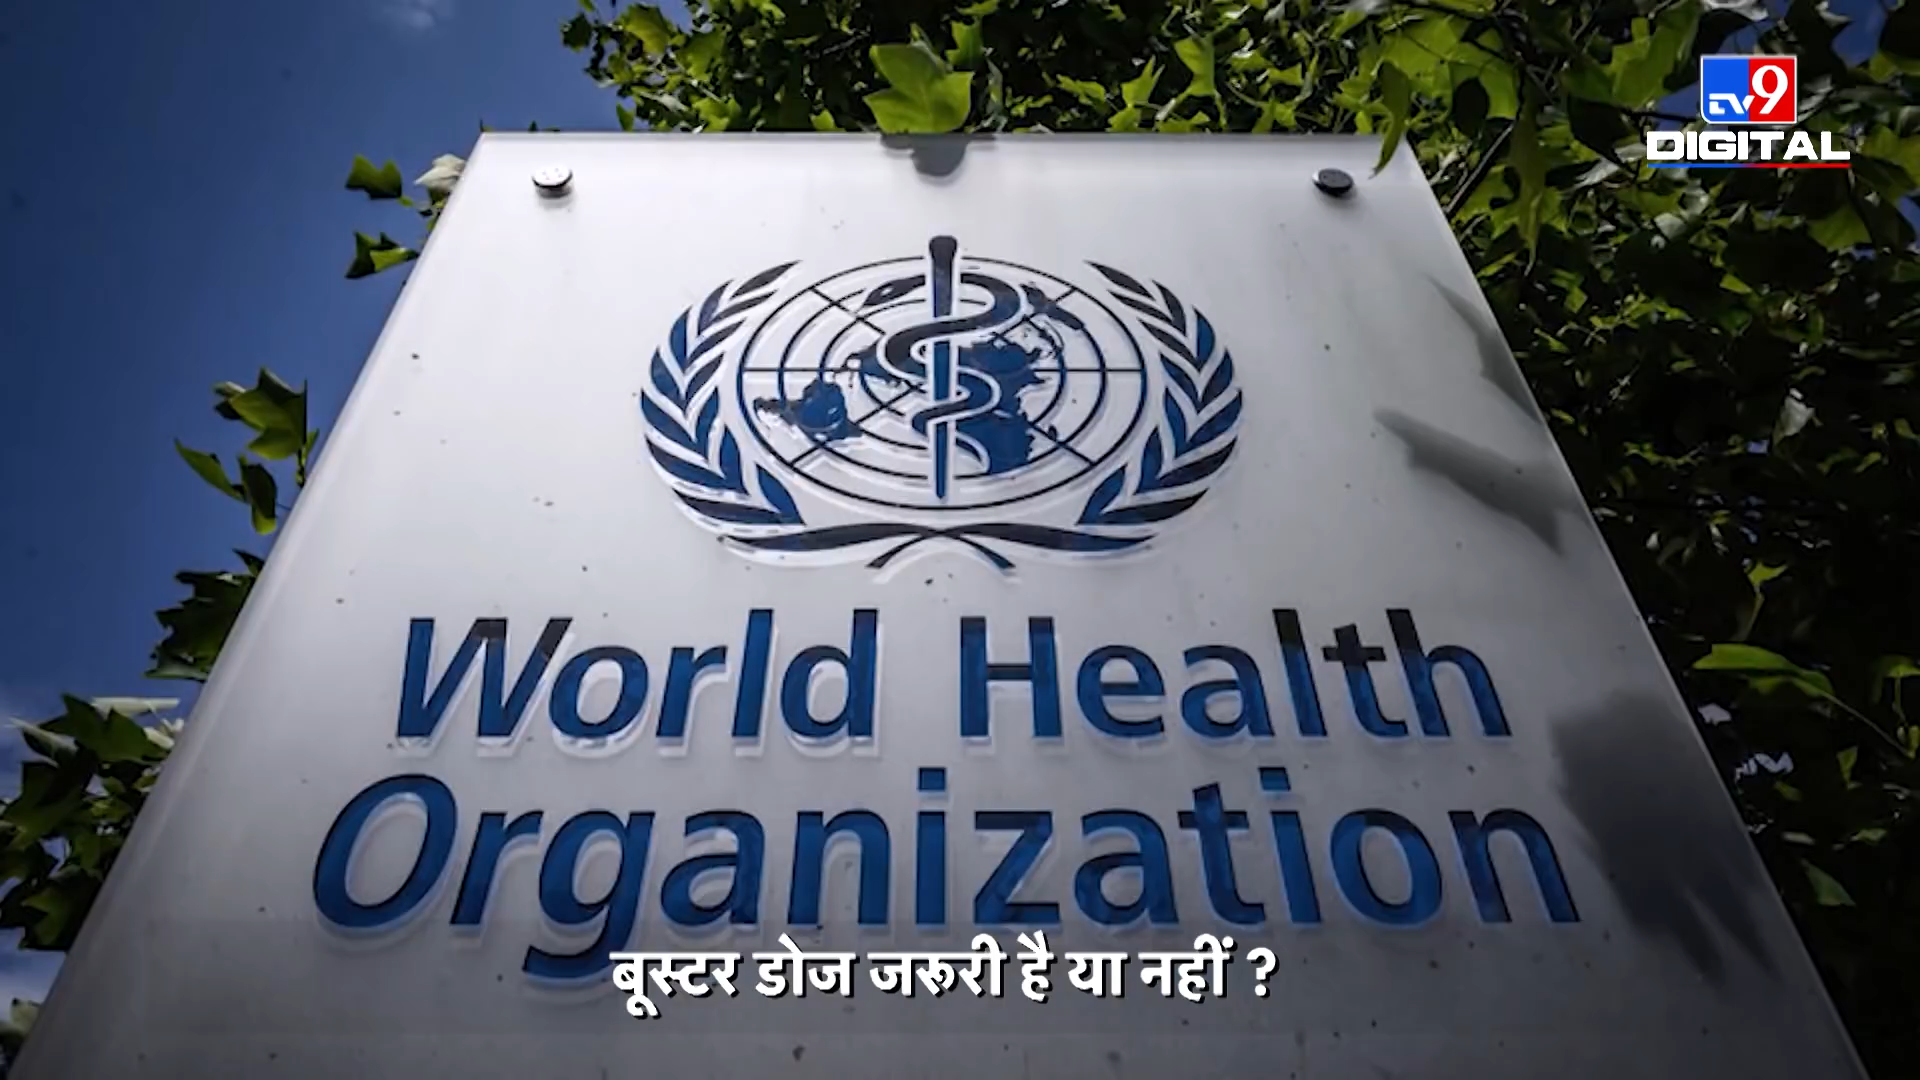 tv9
DIGITAL
World Health
Organization
बूस्टर डोज जरूरी है या नहीं ?